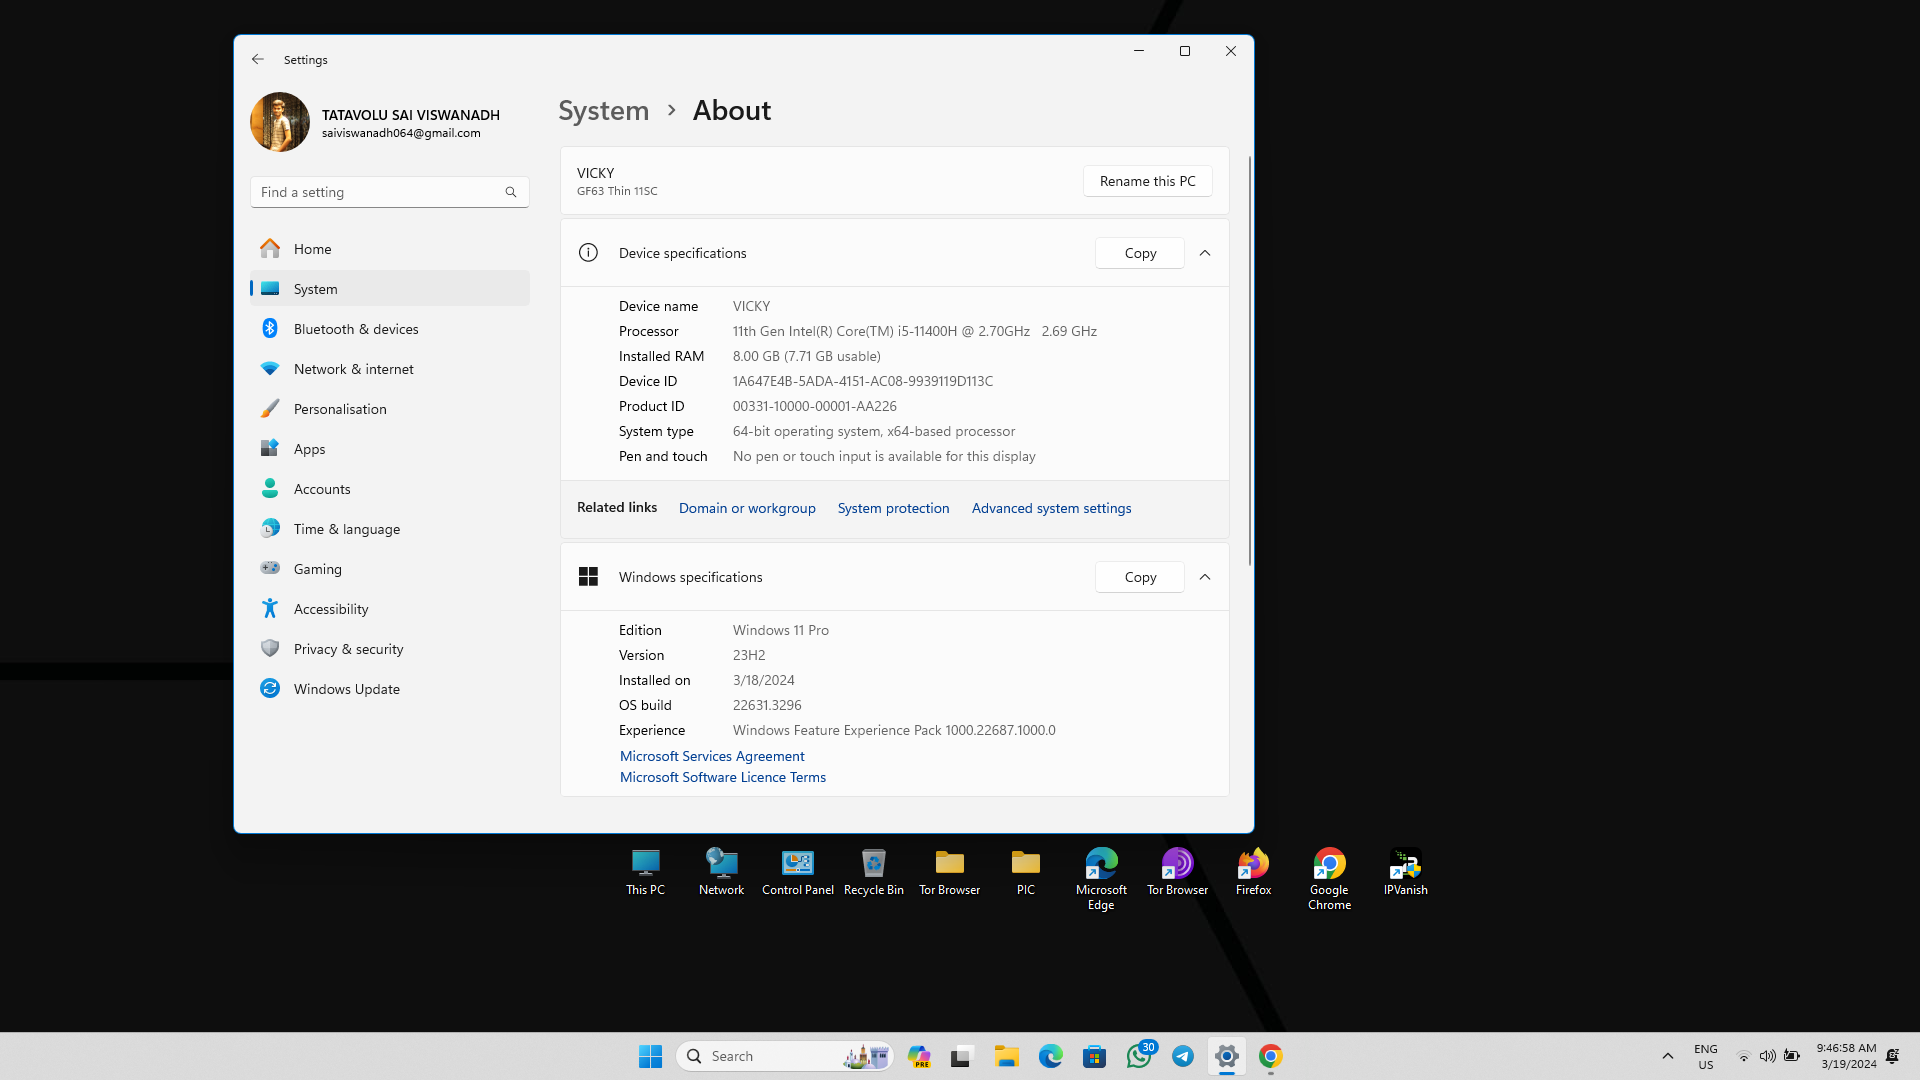 Settings
TATAVOLU SAI VISWANADH
saiviswanadh064@gmail.com
Find a setting
Home
System
Bluetooth & devices
Network & internet
Personalisation
Apps
Accounts
Time & language
Gaming
Accessibility
Privacy & security
Windows Update
System > About
VICKY
GF63 Thin 11SC
Rename this PC
Device specifications
Copy
Device name VICKY
Processor 11th Gen Intel(R) Core(TM) i5-11400H @ 2.70GHz 2.69 GHz
Installed RAM 8.00 GB (7.71 GB usable)
Device ID 1A647E4B-5ADA-4151-AC08-9939119D113C
Product ID 00331-10000-00001-AA226
System type 64-bit operating system, x64-based processor
Pen and touch No pen or touch input is available for this display
Related links Domain or workgroup System protection Advanced system settings
Windows specifications
Copy
Edition Windows 11 Pro
Version 23H2
Installed on 3/18/2024
OS build 22631.3296
Experience Windows Feature Experience Pack 1000.22687.1000.0
Microsoft Services Agreement
Microsoft Software Licence Terms
This PC
Network
Control Panel
Recycle Bin
Tor Browser
PIC
Microsoft
Edge
Tor Browser
Firefox
Google
Chrome
IPVanish
Search
PRE
30
ENG
US
9:46:58 AM
3/19/2024